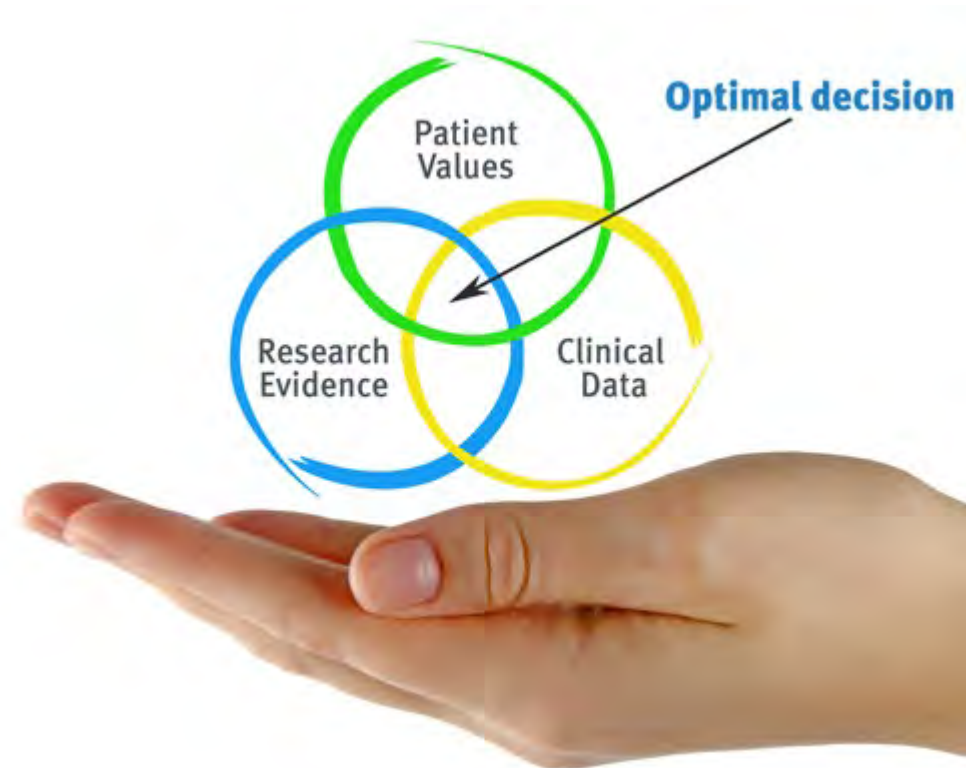 Optimal decision
Patient
Values
Research
Evidence
Clinical
Data